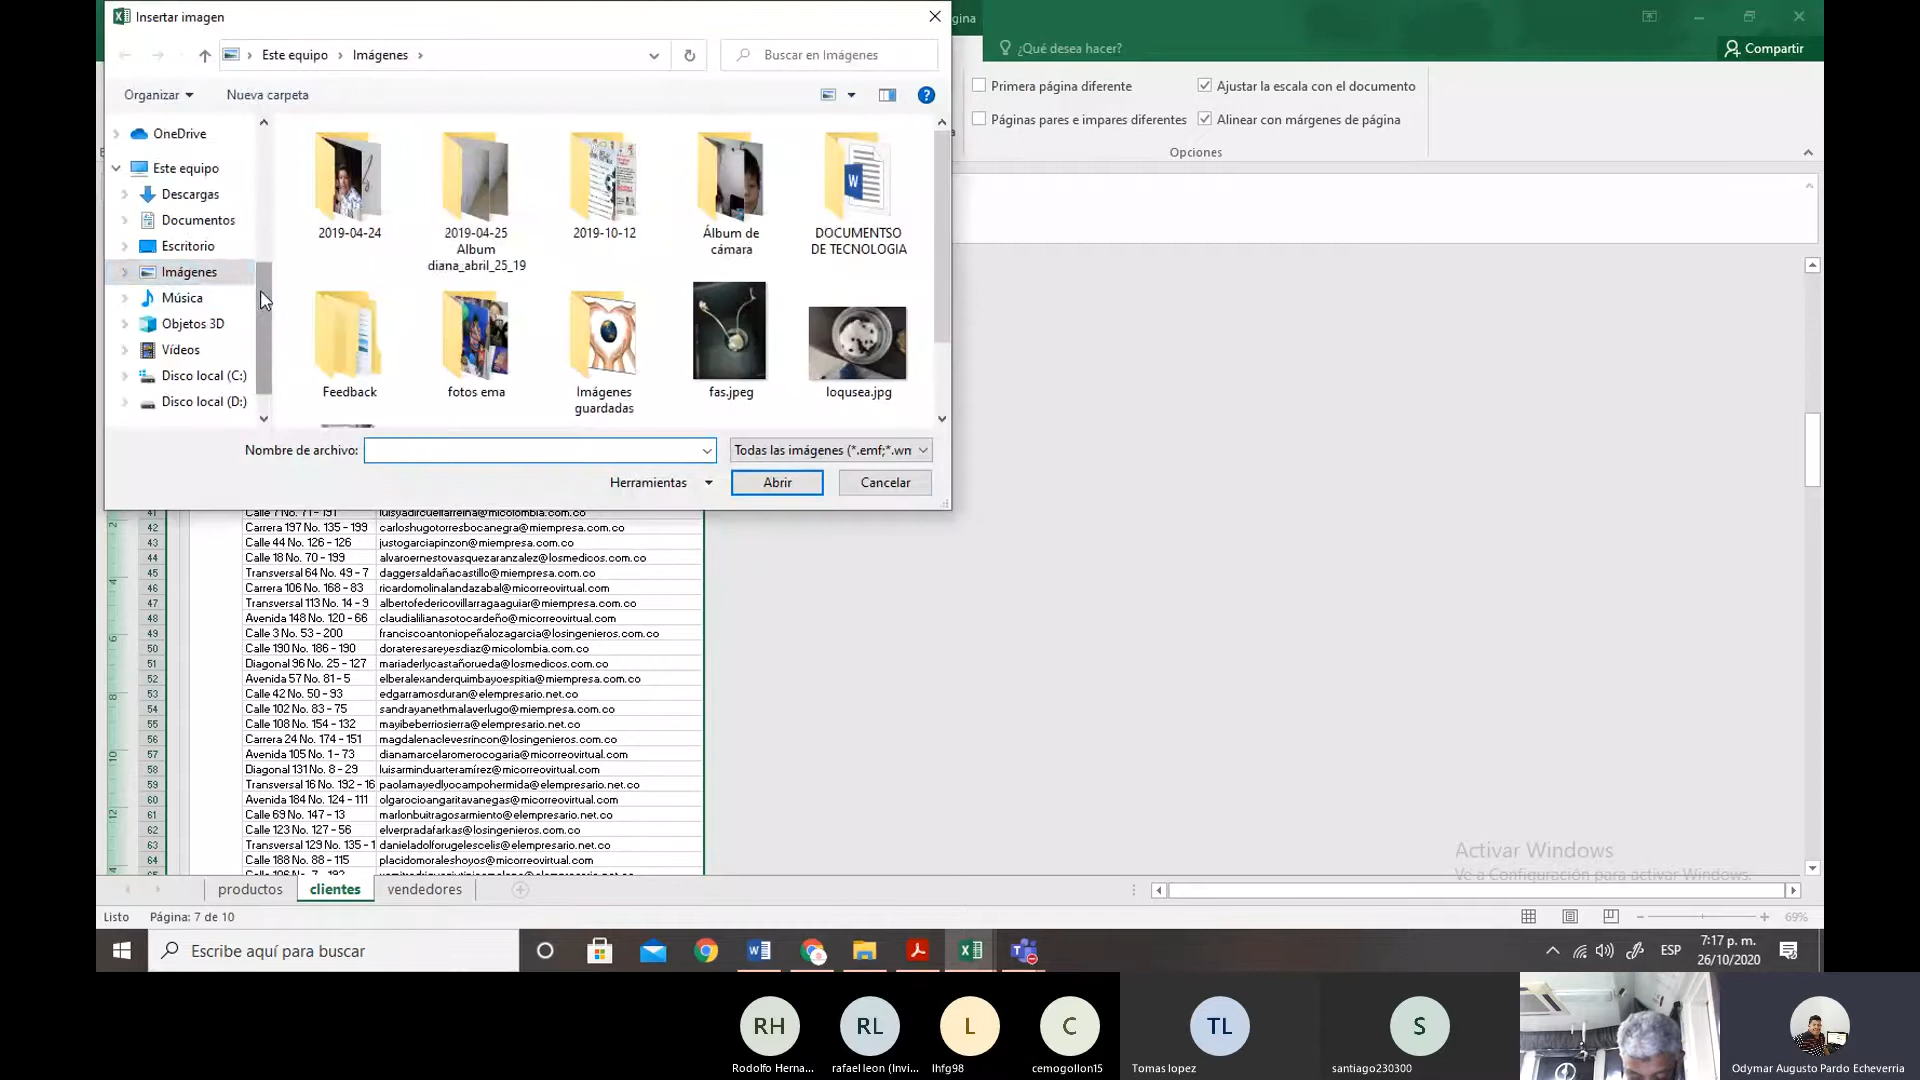 Insertar imagen
gina
¿Qué desea hacer?
Compartir
Este equipo
Imágenes
Buscar en Imágenes
Organizar
Nueva carpeta
Primera página diferente
Ajustar la escala con el documento
Páginas pares e impares diferentes
Alinear con márgenes de página
Opciones
OneDrive
Este equipo
Descargas
Documentos
Escritorio
Imágenes
Música
Objetos 3D
Vídeos
Disco local (C:)
Disco local (D:)
2019-04-24
2019-04-25
Album
diana_abril_25_19
2019-10-12
Álbum de
cámara
DOCUMENTSO
DE TECNOLOGIA
Feedback
fotos ema
Imágenes
guardadas
fas.jpeg
loqusea.jpg
Nombre de archivo:
Todas las imágenes (*.emf;*.wn
Herramientas
Abrir
Cancelar
41 Calle 7 No. 71 - 191 luisyadircuellarreina@micolombia.com.co
42 Carrera 197 No. 135 - 199 carloshugotorresbocanegra@miempresa.com.co
43 Calle 44 No. 126 - 126 justogarciapinzon@miempresa.com.co
44 Calle 18 No. 70 - 199 alvaroernestovasquezaranzalez@losmedicos.com.co
45 Transversal 64 No. 49 - 7 daggersaldañacastillo@miempresa.com.co
46 Carrera 106 No. 168 - 83 ricardomolinalandazabal@micorreovirtual.com
47 Transversal 113 No. 14 - 9 albertofedericovillarragaaguiar@miempresa.com.co
48 Avenida 148 No. 120 - 66 claudialilianasotocardeño@micorreovirtual.com
49 Calle 3 No. 53 - 200 franciscoantoniopeñalozagarcia@losingenieros.com.co
50 Calle 190 No. 186 - 190 dorateresareyesdiaz@micolombia.com.co
51 Diagonal 96 No. 25 - 127 mariaderlycastañorueda@losmedicos.com.co
52 Avenida 57 No. 81 - 5 elberalexanderquimbayoespitia@miempresa.com.co
53 Calle 42 No. 50 - 93 edgarramosduran@elempresario.net.co
54 Calle 102 No. 83 - 75 sandrayanethmalaverlugo@miempresa.com.co
55 Calle 108 No. 154 - 132 mayibeberriosierra@elempresario.net.co
56 Carrera 24 No. 174 - 151 magdalenaclevesrincon@losingenieros.com.co
57 Avenida 105 No. 1 - 73 dianamarcelaromerocogaria@micorreovirtual.com
58 Diagonal 131 No. 8 - 29 luisarminduarteramírez@micorreovirtual.com
59 Transversal 16 No. 192 - 16 paolamayedlyocampohermida@elempresario.net.co
60 Avenida 184 No. 124 - 111 olgarocioangaritavanegas@micorreovirtual.com
61 Calle 69 No. 147 - 13 marlonbuitragosarmiento@elempresario.net.co
62 Calle 123 No. 127 - 56 elverpradafarkas@losingenieros.com.co
63 Transversal 129 No. 135 - 1 danieladolforugelescelis@elempresario.net.co
64 Calle 188 No. 88 - 115 placidomoraleshoyos@micorreovirtual.com
Activar Windows
Ve a Configuración para activar Windows.
productos
clientes
vendedores
Listo
Página: 7 de 10
69%
Escribe aquí para buscar
ESP
7:17 p. m.
26/10/2020
RH
RL
L
C
TL
S
Rodolfo Herna...
rafael leon (Invi...
lhfg98
cemogollon15
Tomas lopez
santiago230300
Odymar Augusto Pardo Echeverria